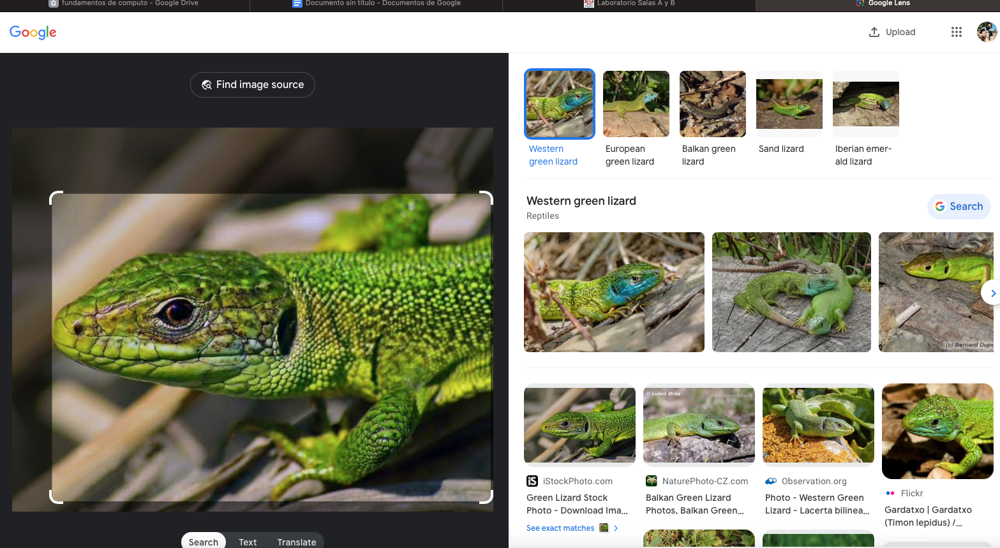 fundamentos de computo - Google Drive
Documento sin título - Documentos de Google
Laboratorio Salas A y B
Google Lens
Google
Upload
Find image source
Western
green lizard
European
green lizard
Balkan green
lizard
Sand lizard
Iberian emer-
ald lizard
Western green lizard
Reptiles
Search
(c) Bernard Dupo
© Luboš Mráz
www.naturfoto.cz
iStockPhoto.com
Green Lizard Stock
Photo - Download Ima...
See exact matches
NaturePhoto-CZ.com
Balkan Green Lizard
Photos, Balkan Green...
Observation.org
Photo - Western Green
Lizard - Lacerta bilinea...
Flickr
Gardatxo | Gardatxo
(Timon lepidus) /...
Search
Text
Translate